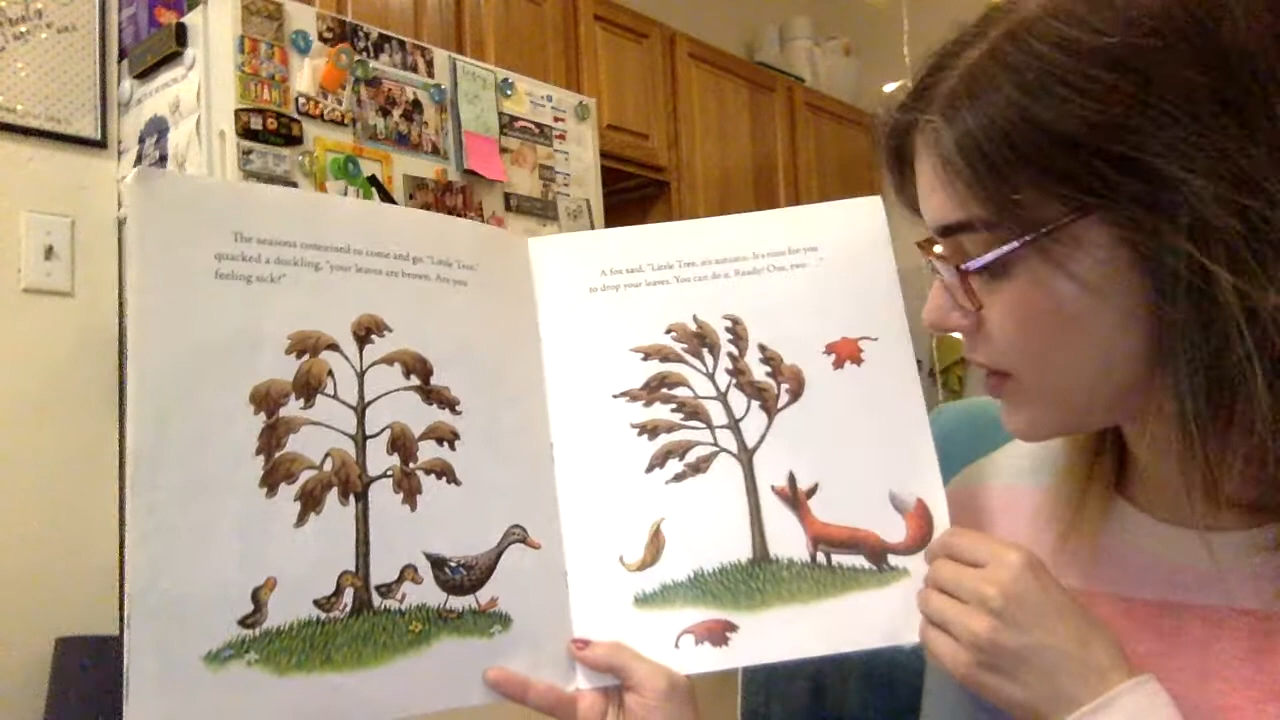 The seasons continued to come and go. "Little Tree,"
quacked a duckling, "your leaves are brown. Are you
feeling sick?"
A fox said, "Little Tree, it's autumn. It's time for you
to drop your leaves. You can do it. Ready? One, two . . ."